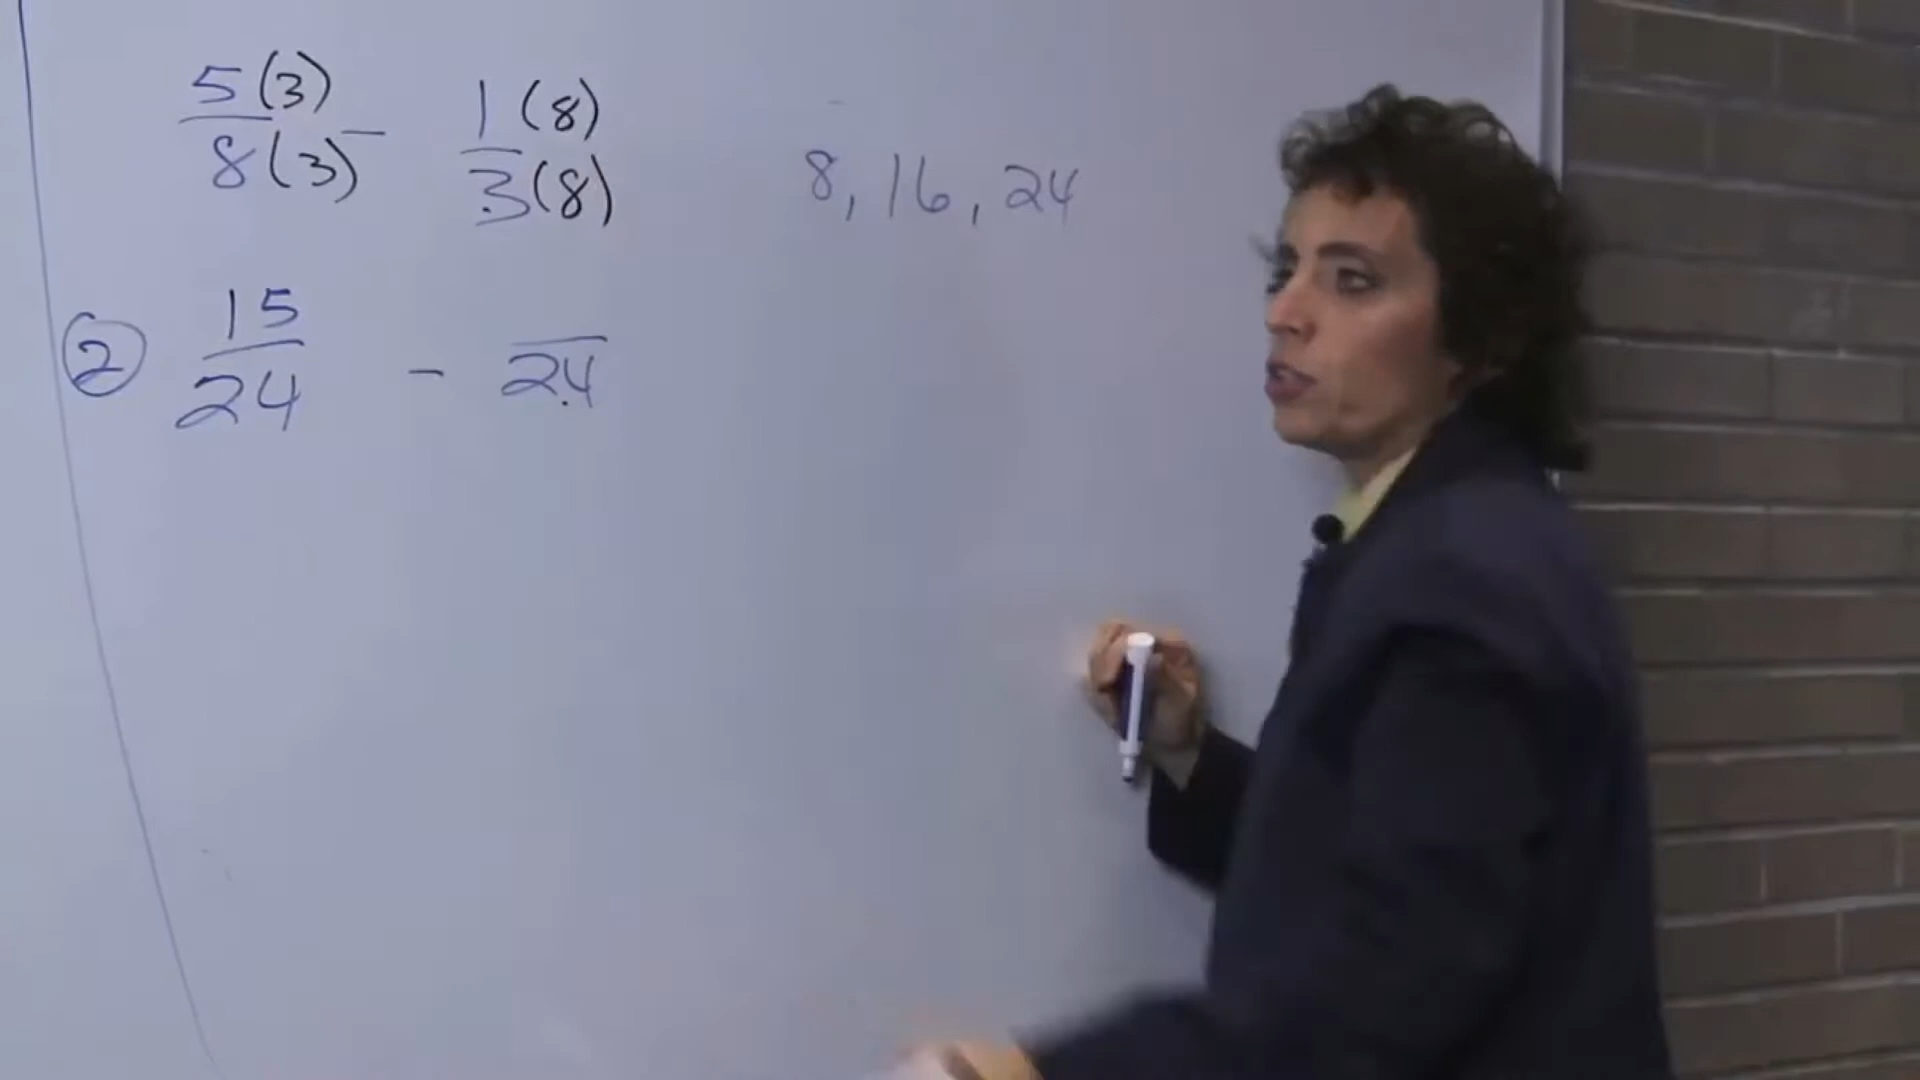 5(3) 1(8)
8(3) – 3(8) 8, 16, 24
② 15
24 – 24